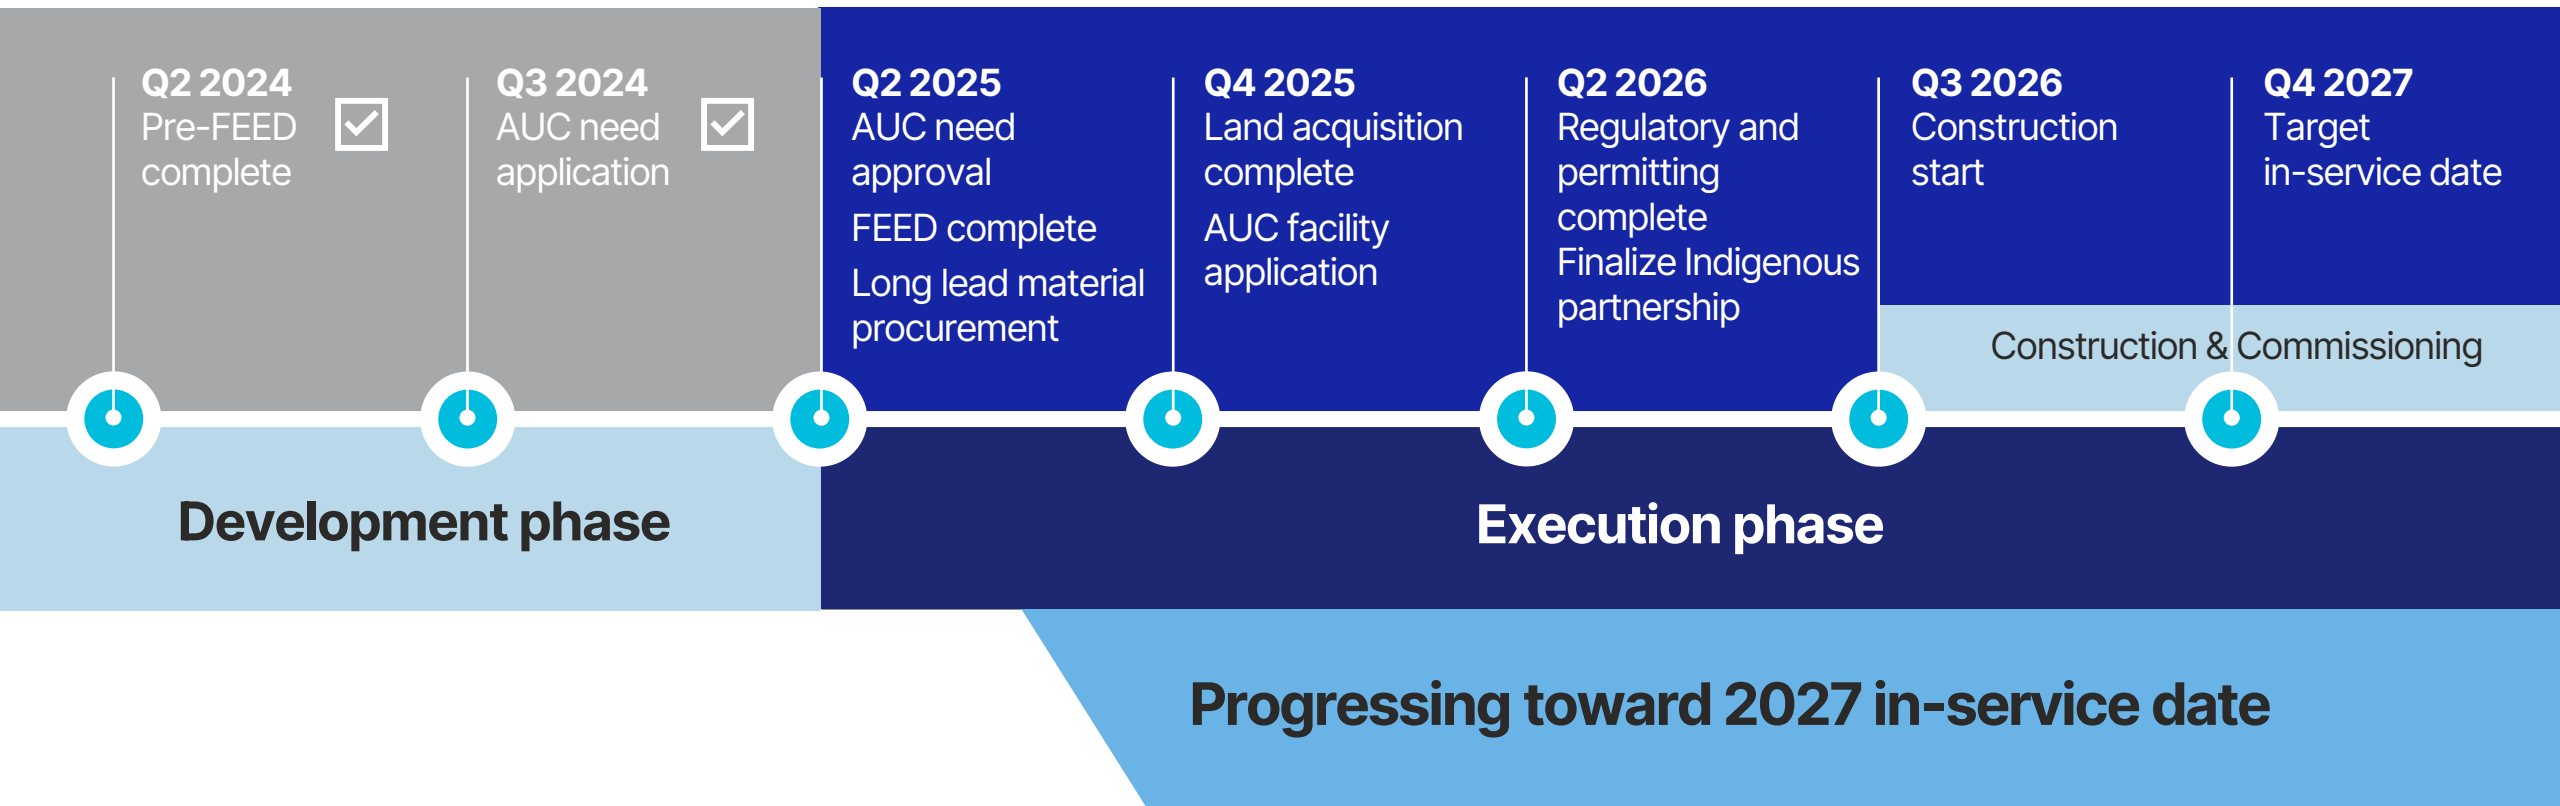 Q2 2024
Pre-FEED
complete
Q3 2024
AUC need
application
Q2 2025
AUC need
approval
FEED complete
Long lead material
procurement
Q4 2025
Land acquisition
complete
AUC facility
application
Q2 2026
Regulatory and
permitting
complete
Finalize Indigenous
partnership
Q3 2026
Construction
start
Q4 2027
Target
in-service date
Construction & Commissioning
Development phase
Execution phase
Progressing toward 2027 in-service date